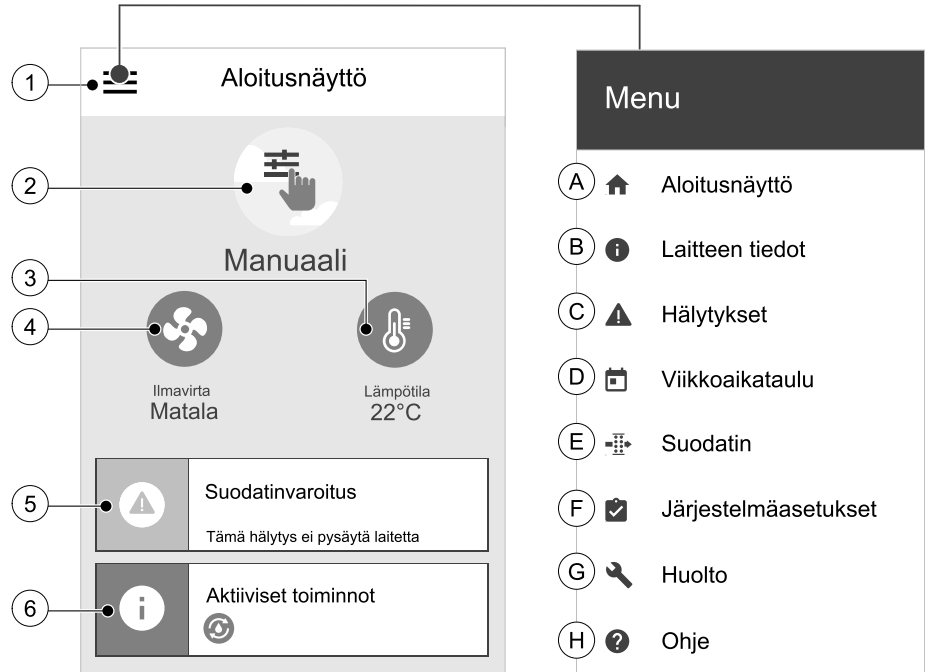 1
Aloitusnäyttö
2
Manuaali
3
4
Ilmavirta
Matala
Lämpötila
22°C
5
Suodatinvaroitus
Tämä hälytys ei pysäytä laitetta
6
Aktiiviset toiminnot
Menu
A Aloitusnäyttö
B Laitteen tiedot
C Hälytykset
D Viikkoaikataulu
E Suodatin
F Järjestelmäasetukset
G Huolto
H Ohje